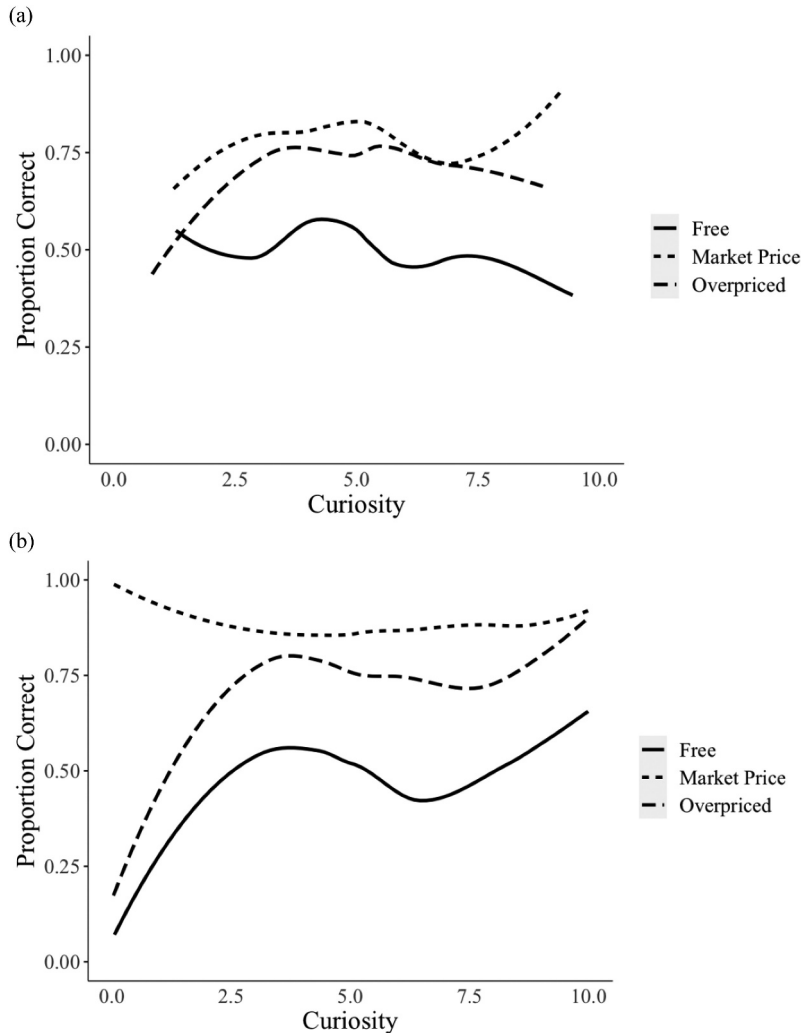 (a)
1.00
0.75
0.50
0.25
0.00
Proportion Correct
0.0 2.5 5.0 7.5 10.0
Curiosity
Free
Market Price
Overpriced
(b)
1.00
0.75
0.50
0.25
0.00
Proportion Correct
0.0 2.5 5.0 7.5 10.0
Curiosity
Free
Market Price
Overpriced